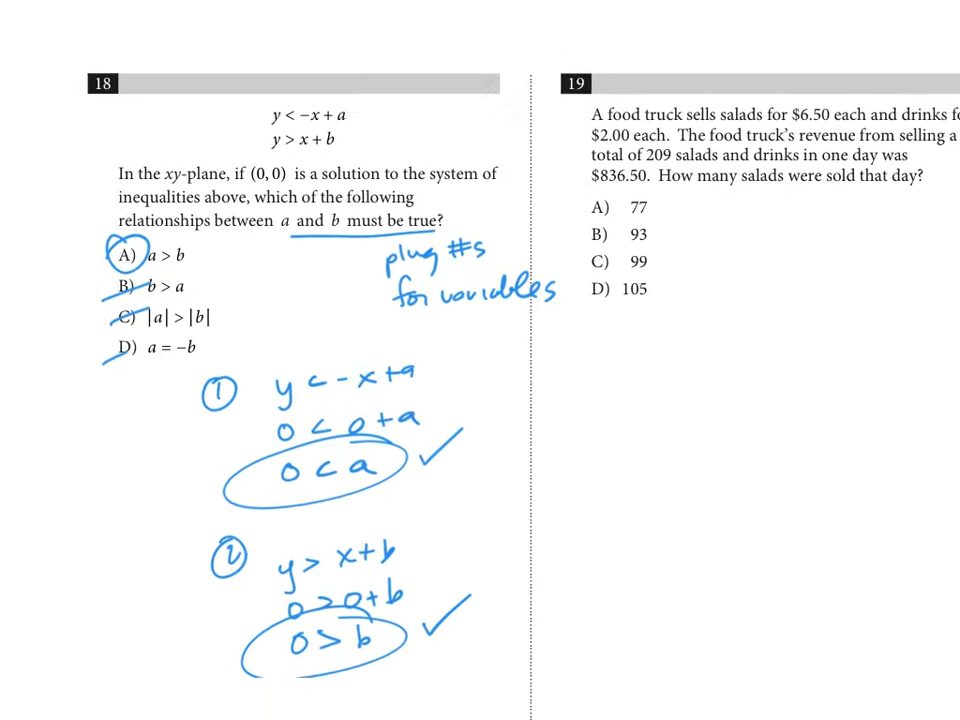 18
y < −x + a
y > x + b
In the xy-plane, if (0, 0) is a solution to the system of
inequalities above, which of the following
relationships between a and b must be true?
A) a > b
B) b > a
C) |a| > |b|
D) a = −b
plug #s
for variables
1 y < - x + a
0 < 0 + a
0 < a
2 y > x + b
0 > 0 + b
0 > b
19
A food truck sells salads for $6.50 each and drinks fo
$2.00 each. The food truck's revenue from selling a
total of 209 salads and drinks in one day was
$836.50. How many salads were sold that day?
A) 77
B) 93
C) 99
D) 105